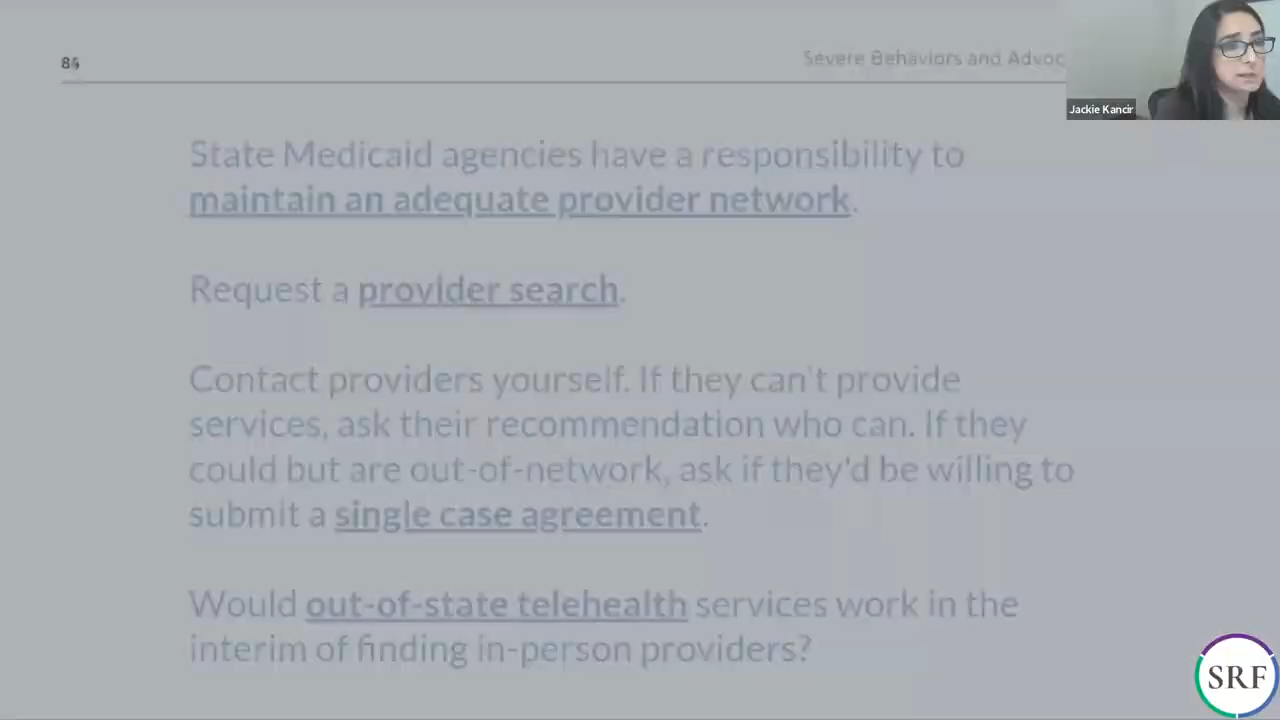 Severe Behaviors and Advoc
Jackie Kancir
State Medicaid agencies have a responsibility to
maintain an adequate provider network.
Request a provider search.
Contact providers yourself. If they can't provide
services, ask their recommendation who can. If they
could but are out-of-network, ask if they'd be willing to
submit a single case agreement.
Would out-of-state telehealth services work in the
interim of finding in-person providers?
SRF